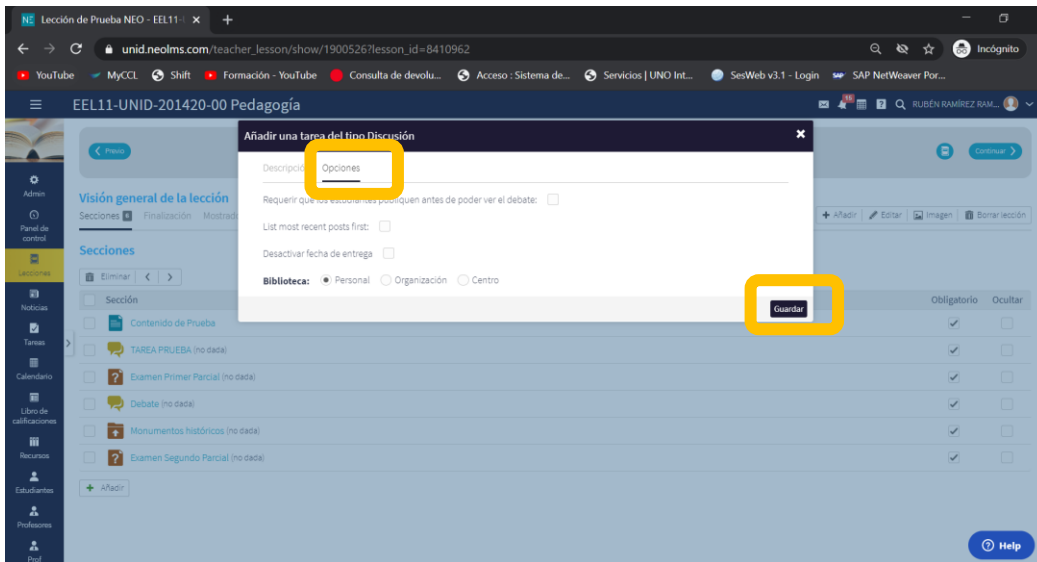 Lección de Prueba NEO - EEL11-
unid.neolms.com/teacher_lesson/show/1900526?lesson_id=8410962
Incógnito
YouTube MyCCL Shift Formación - YouTube Consulta de devolu... Acceso : Sistema de... Servicios | UNO Int... SesWeb v3.1 - Login SAP NetWeaver Por...
EEL11-UNID-201420-00 Pedagogía
15
RUBÉN RAMÍREZ RAM...
Añadir una tarea del tipo Discusión
Previo
Continuar
Descripció
Opciones
Admin
Visión general de la lección
Requerir que los estudiantes publiquen antes de poder ver el debate:
Secciones 6 Finalización Mostrad
Añadir Editar Imagen Borrar lección
Panel de control
List most recent posts first:
Secciones
Desactivar fecha de entrega
Lecciones
Eliminar
Biblioteca: Personal Organización Centro
Sección
Obligatorio Ocultar
Guardar
Noticias
Contenido de Prueba
Tareas
TAREA PRUEBA (no dada)
Calendario
Examen Primer Parcial (no dada)
Debate (no dada)
Libro de calificaciones
Monumentos históricos (no dada)
Recursos
Examen Segundo Parcial (no dada)
Estudiantes
Añadir
Profesores
Prof
Help